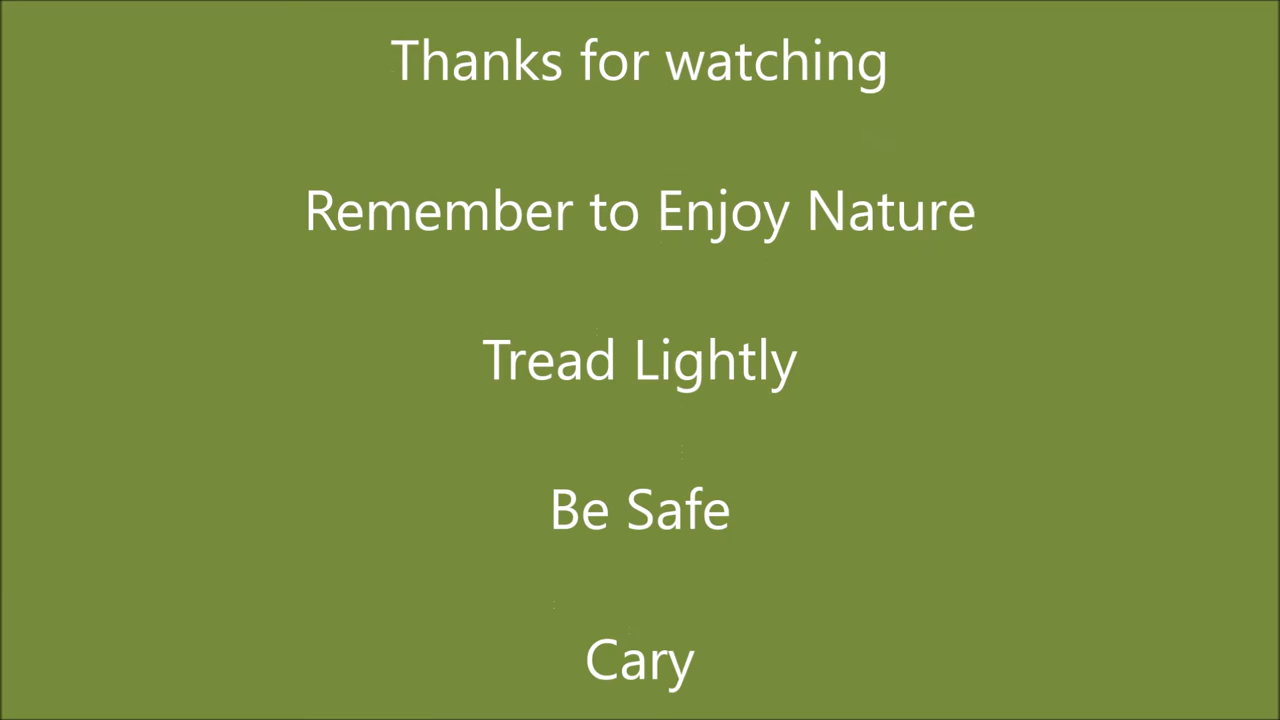 Thanks for watching
Remember to Enjoy Nature
Tread Lightly
Be Safe
Cary